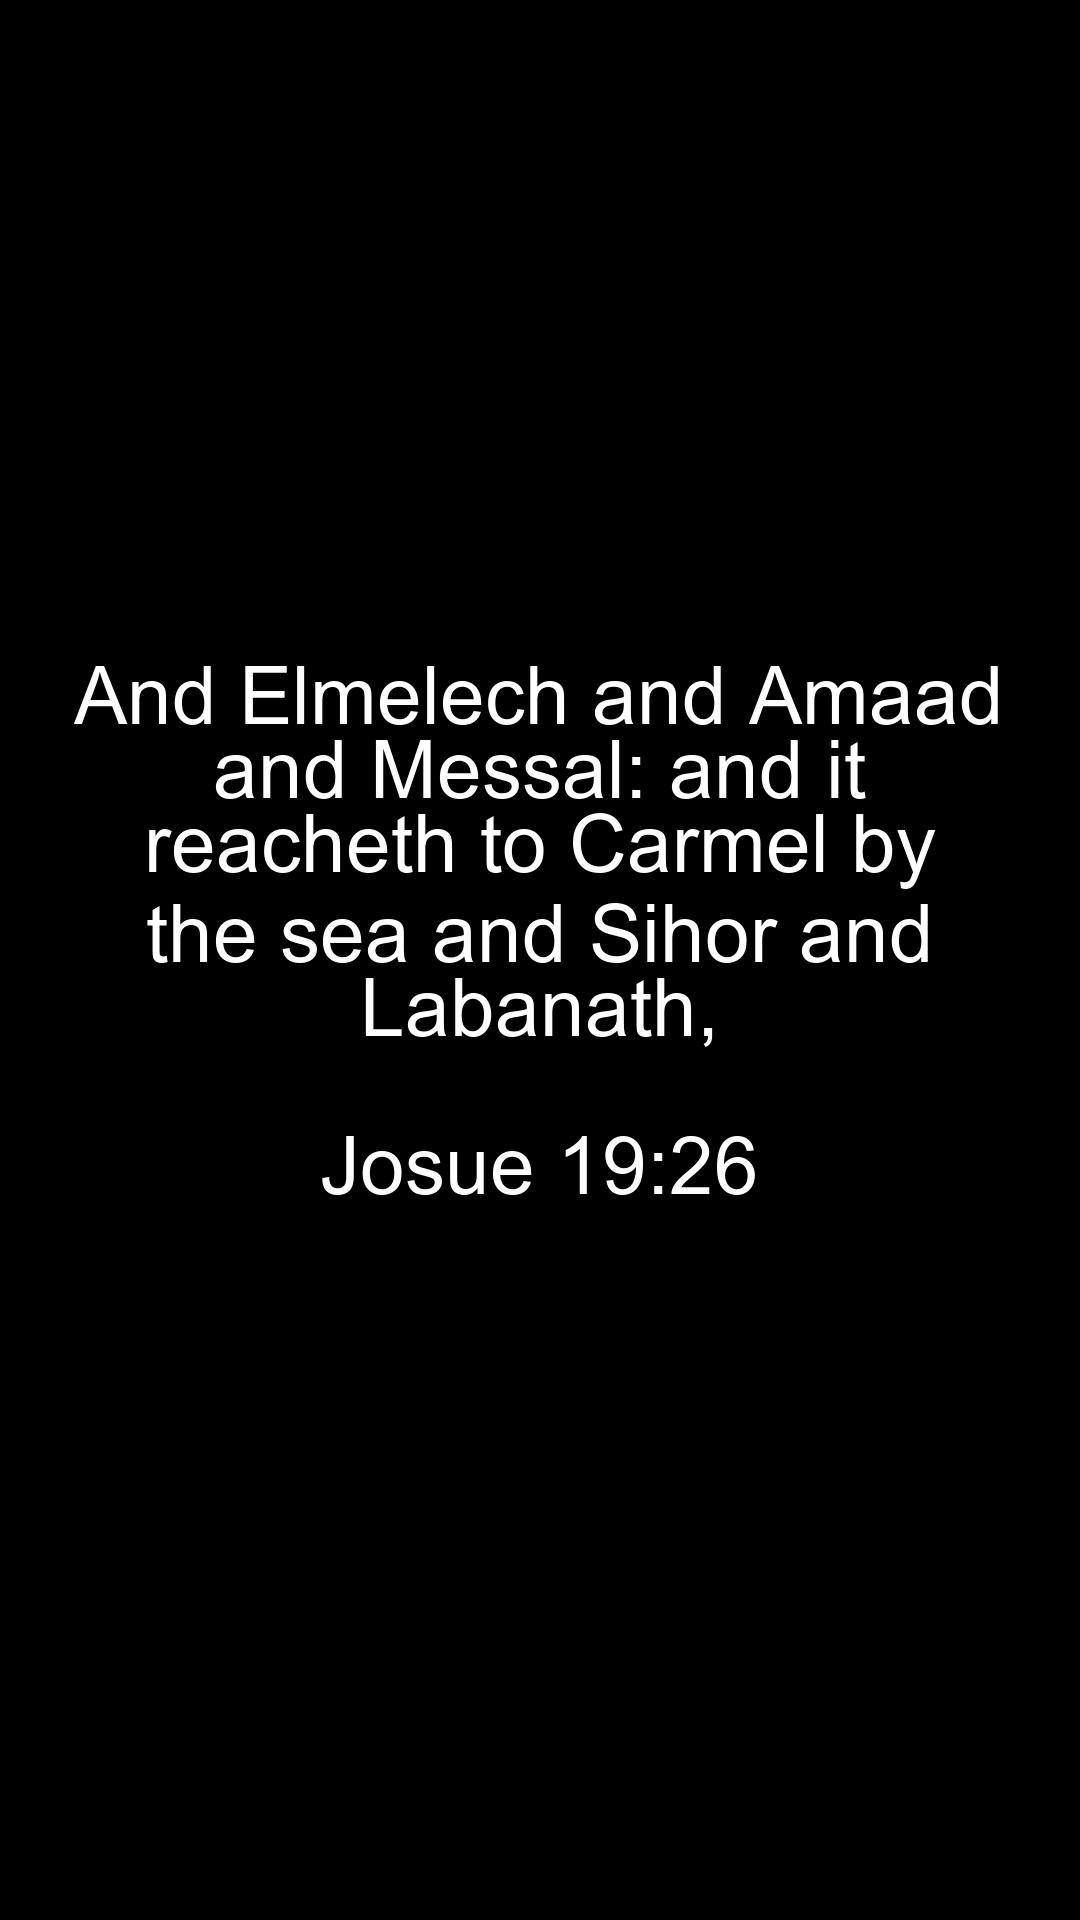 And Elmelech and Amaad
and Messal: and it
reacheth to Carmel by
the sea and Sihor and
Labanath,
Josue 19:26